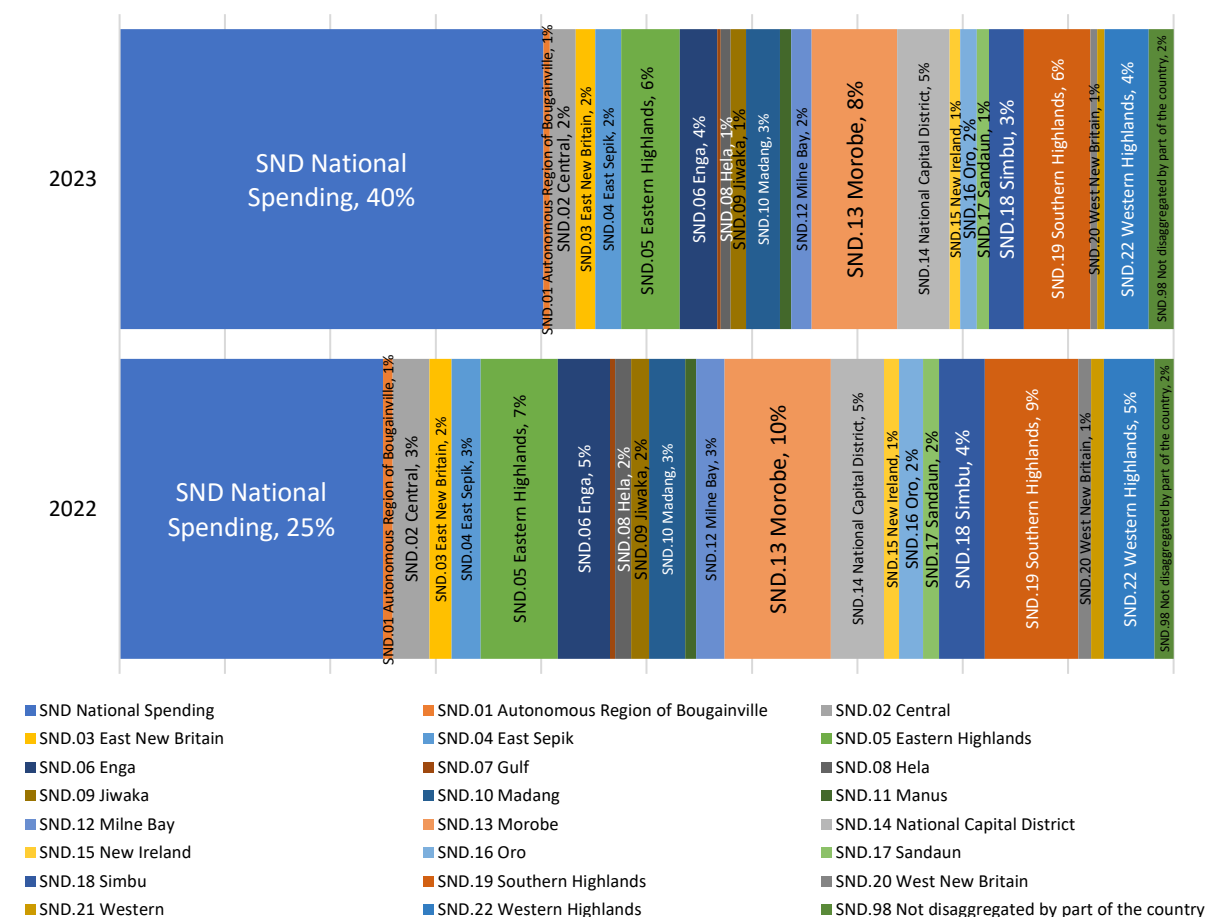 2023
SND National
Spending, 40%
SND.01 Autonomous Region of Bougainville, 1%
SND.02 Central, 2%
SND.03 East New Britain, 2%
SND.04 East Sepik, 2%
SND.05 Eastern Highlands, 6%
SND.06 Enga, 4%
SND.08 Hela, 1%
SND.09 Jiwaka, 1%
SND.10 Madang, 3%
SND.12 Milne Bay, 2%
SND.13 Morobe, 8%
SND.14 National Capital District, 5%
SND.15 New Ireland, 1%
SND.16 Oro, 2%
SND.17 Sandaun, 1%
SND.18 Simbu, 3%
SND.19 Southern Highlands, 6%
SND.20 West New Britain, 1%
SND.22 Western Highlands, 4%
SND.98 Not disaggregated by part of the country, 2%
2022
SND National
Spending, 25%
SND.01 Autonomous Region of Bougainville, 1%
SND.02 Central, 3%
SND.03 East New Britain, 2%
SND.04 East Sepik, 3%
SND.05 Eastern Highlands, 7%
SND.06 Enga, 5%
SND.08 Hela, 2%
SND.09 Jiwaka, 2%
SND.10 Madang, 3%
SND.12 Milne Bay, 3%
SND.13 Morobe, 10%
SND.14 National Capital District, 5%
SND.15 New Ireland, 1%
SND.16 Oro, 2%
SND.17 Sandaun, 2%
SND.18 Simbu, 4%
SND.19 Southern Highlands, 9%
SND.20 West New Britain, 1%
SND.22 Western Highlands, 5%
SND.98 Not disaggregated by part of the country, 2%
SND National Spending
SND.01 Autonomous Region of Bougainville
SND.02 Central
SND.03 East New Britain
SND.04 East Sepik
SND.05 Eastern Highlands
SND.06 Enga
SND.07 Gulf
SND.08 Hela
SND.09 Jiwaka
SND.10 Madang
SND.11 Manus
SND.12 Milne Bay
SND.13 Morobe
SND.14 National Capital District
SND.15 New Ireland
SND.16 Oro
SND.17 Sandaun
SND.18 Simbu
SND.19 Southern Highlands
SND.20 West New Britain
SND.21 Western
SND.22 Western Highlands
SND.98 Not disaggregated by part of the country